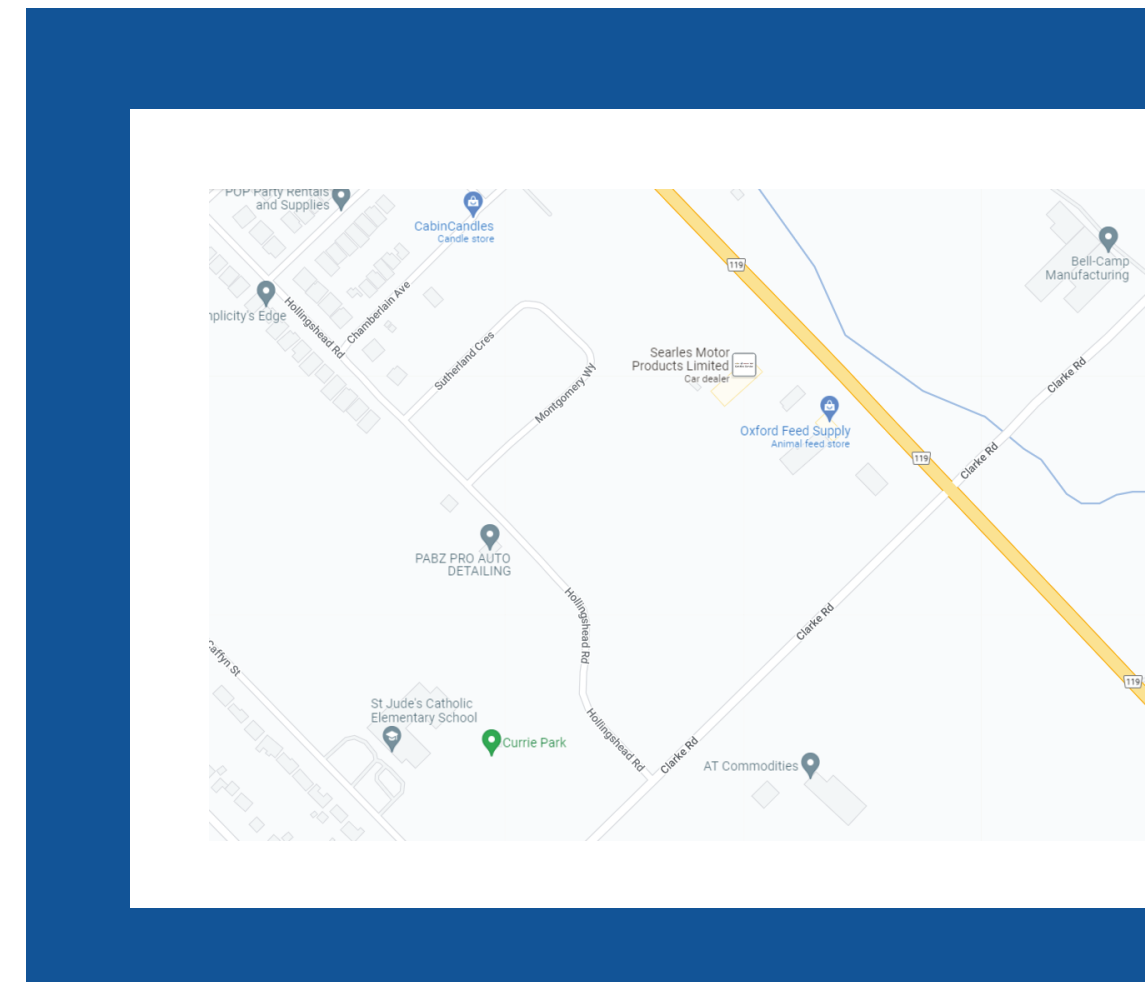 POP Party Rentals
and Supplies
CabinCandles
Candle store
119
Bell-Camp
Manufacturing
nplicity's Edge
Hollingshead Rd
Chamberlain Ave
Sutherland Cres
Montgomery Wy
Searles Motor
Products Limited
Car dealer
Clarke Rd
Oxford Feed Supply
Animal feed store
119
Clarke Rd
PABZ PRO AUTO
DETAILING
Hollingshead Rd
Clarke Rd
Caffyn St
119
St Jude's Catholic
Elementary School
Currie Park
Hollingshead Rd
Clarke Rd
AT Commodities